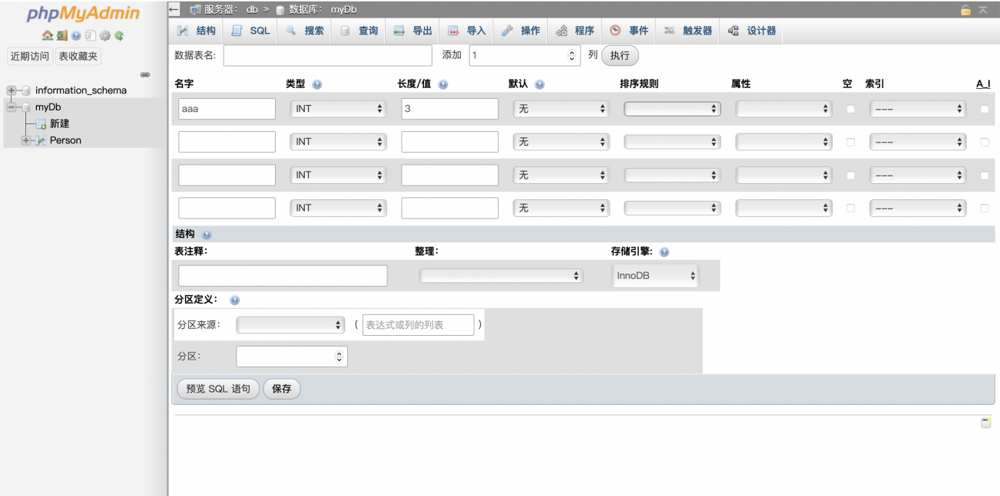 phpMyAdmin
近期访问 表收藏夹
information_schema
myDb
新建
Person
服务器: db » 数据库: myDb
结构 SQL 搜索 查询 导出 导入 操作 程序 事件 触发器 设计器
数据表名: 添加 1 列 执行
名字 类型 长度/值 默认 排序规则 属性 空 索引 A_I
aaa INT 3 无 ---
INT 无 ---
INT 无 ---
INT 无 ---
结构
表注释: 整理: 存储引擎:
InnoDB
分区定义:
分区来源: ( 表达式或列的列表 )
分区:
预览 SQL 语句 保存